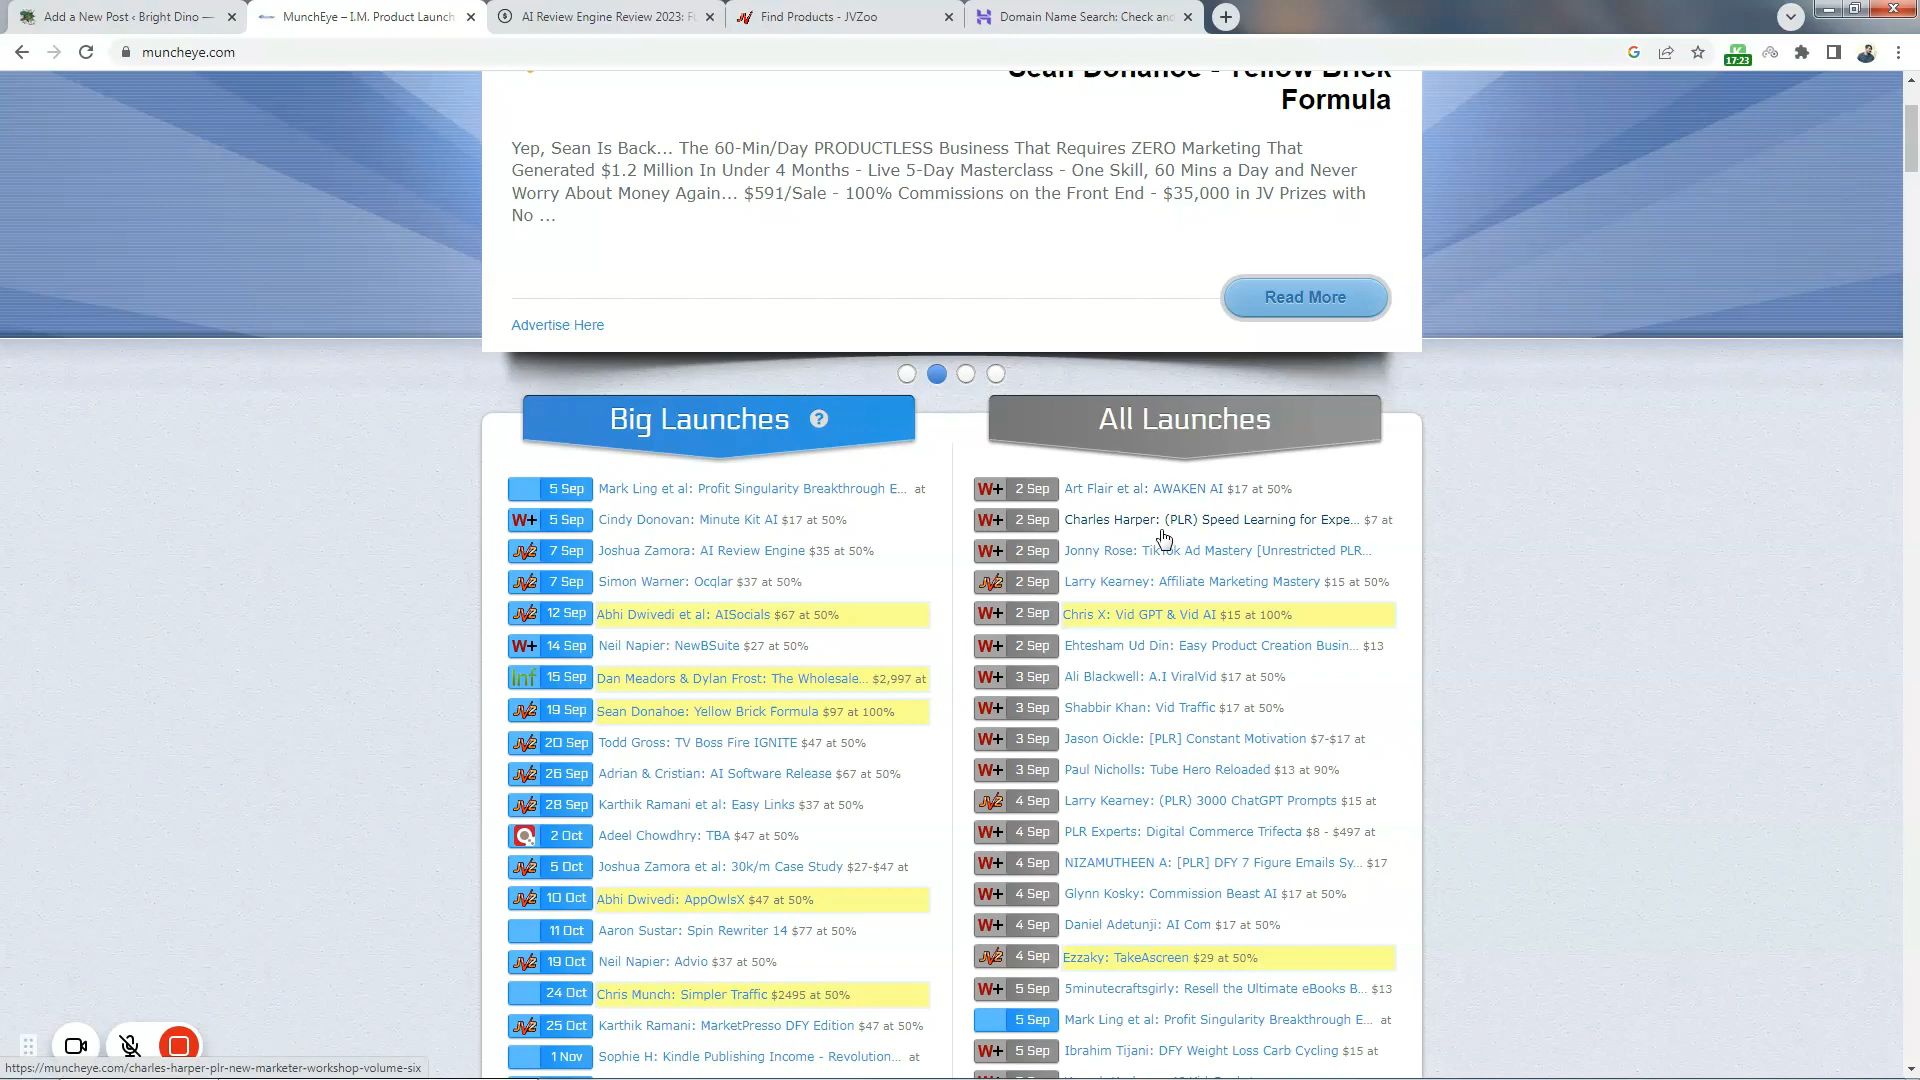 Add a New Post ‹ Bright Dino —
MunchEye – I.M. Product Launch
AI Review Engine Review 2023: F
Find Products - JVZoo
Domain Name Search: Check and
muncheye.com
17:23
Sean Donahoe - Yellow Brick
Formula
Yep, Sean Is Back... The 60-Min/Day PRODUCTLESS Business That Requires ZERO Marketing That
Generated $1.2 Million In Under 4 Months - Live 5-Day Masterclass - One Skill, 60 Mins a Day and Never
Worry About Money Again... $591/Sale - 100% Commissions on the Front End - $35,000 in JV Prizes with
No ...
Read More
Advertise Here
Big Launches ?
5 Sep Mark Ling et al: Profit Singularity Breakthrough E... at
W+ 5 Sep Cindy Donovan: Minute Kit AI $17 at 50%
JVZ 7 Sep Joshua Zamora: AI Review Engine $35 at 50%
JVZ 7 Sep Simon Warner: Ocqlar $37 at 50%
JVZ 12 Sep Abhi Dwivedi et al: AISocials $67 at 50%
W+ 14 Sep Neil Napier: NewBSuite $27 at 50%
Inf 15 Sep Dan Meadors & Dylan Frost: The Wholesale... $2,997 at
JVZ 19 Sep Sean Donahoe: Yellow Brick Formula $97 at 100%
JVZ 20 Sep Todd Gross: TV Boss Fire IGNITE $47 at 50%
JVZ 26 Sep Adrian & Cristian: AI Software Release $67 at 50%
JVZ 28 Sep Karthik Ramani et al: Easy Links $37 at 50%
2 Oct Adeel Chowdhry: TBA $47 at 50%
JVZ 5 Oct Joshua Zamora et al: 30k/m Case Study $27-$47 at
JVZ 10 Oct Abhi Dwivedi: AppOwlsX $47 at 50%
11 Oct Aaron Sustar: Spin Rewriter 14 $77 at 50%
JVZ 19 Oct Neil Napier: Advio $37 at 50%
24 Oct Chris Munch: Simpler Traffic $2495 at 50%
JVZ 25 Oct Karthik Ramani: MarketPresso DFY Edition $47 at 50%
1 Nov Sophie H: Kindle Publishing Income - Revolution... at
All Launches
W+ 2 Sep Art Flair et al: AWAKEN AI $17 at 50%
W+ 2 Sep Charles Harper: (PLR) Speed Learning for Expe... $7 at
W+ 2 Sep Jonny Rose: TikTok Ad Mastery [Unrestricted PLR...
JVZ 2 Sep Larry Kearney: Affiliate Marketing Mastery $15 at 50%
W+ 2 Sep Chris X: Vid GPT & Vid AI $15 at 100%
W+ 2 Sep Ehtesham Ud Din: Easy Product Creation Busin... $13
W+ 3 Sep Ali Blackwell: A.I ViralVid $17 at 50%
W+ 3 Sep Shabbir Khan: Vid Traffic $17 at 50%
W+ 3 Sep Jason Oickle: [PLR] Constant Motivation $7-$17 at
W+ 3 Sep Paul Nicholls: Tube Hero Reloaded $13 at 90%
JVZ 4 Sep Larry Kearney: (PLR) 3000 ChatGPT Prompts $15 at
W+ 4 Sep PLR Experts: Digital Commerce Trifecta $8 - $497 at
W+ 4 Sep NIZAMUTHEEN A: [PLR] DFY 7 Figure Emails Sy... $17
W+ 4 Sep Glynn Kosky: Commission Beast AI $17 at 50%
W+ 4 Sep Daniel Adetunji: AI Com $17 at 50%
JVZ 4 Sep Ezzaky: TakeAscreen $29 at 50%
W+ 5 Sep 5minutecraftsgirly: Resell the Ultimate eBooks B... $13
5 Sep Mark Ling et al: Profit Singularity Breakthrough E... at
W+ 5 Sep Ibrahim Tijani: DFY Weight Loss Carb Cycling $15 at
https://muncheye.com/charles-harper-plr-new-marketer-workshop-volume-six